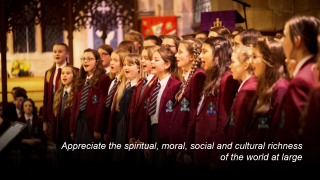 Appreciate the spiritual, moral, social and cultural richness
of the world at large